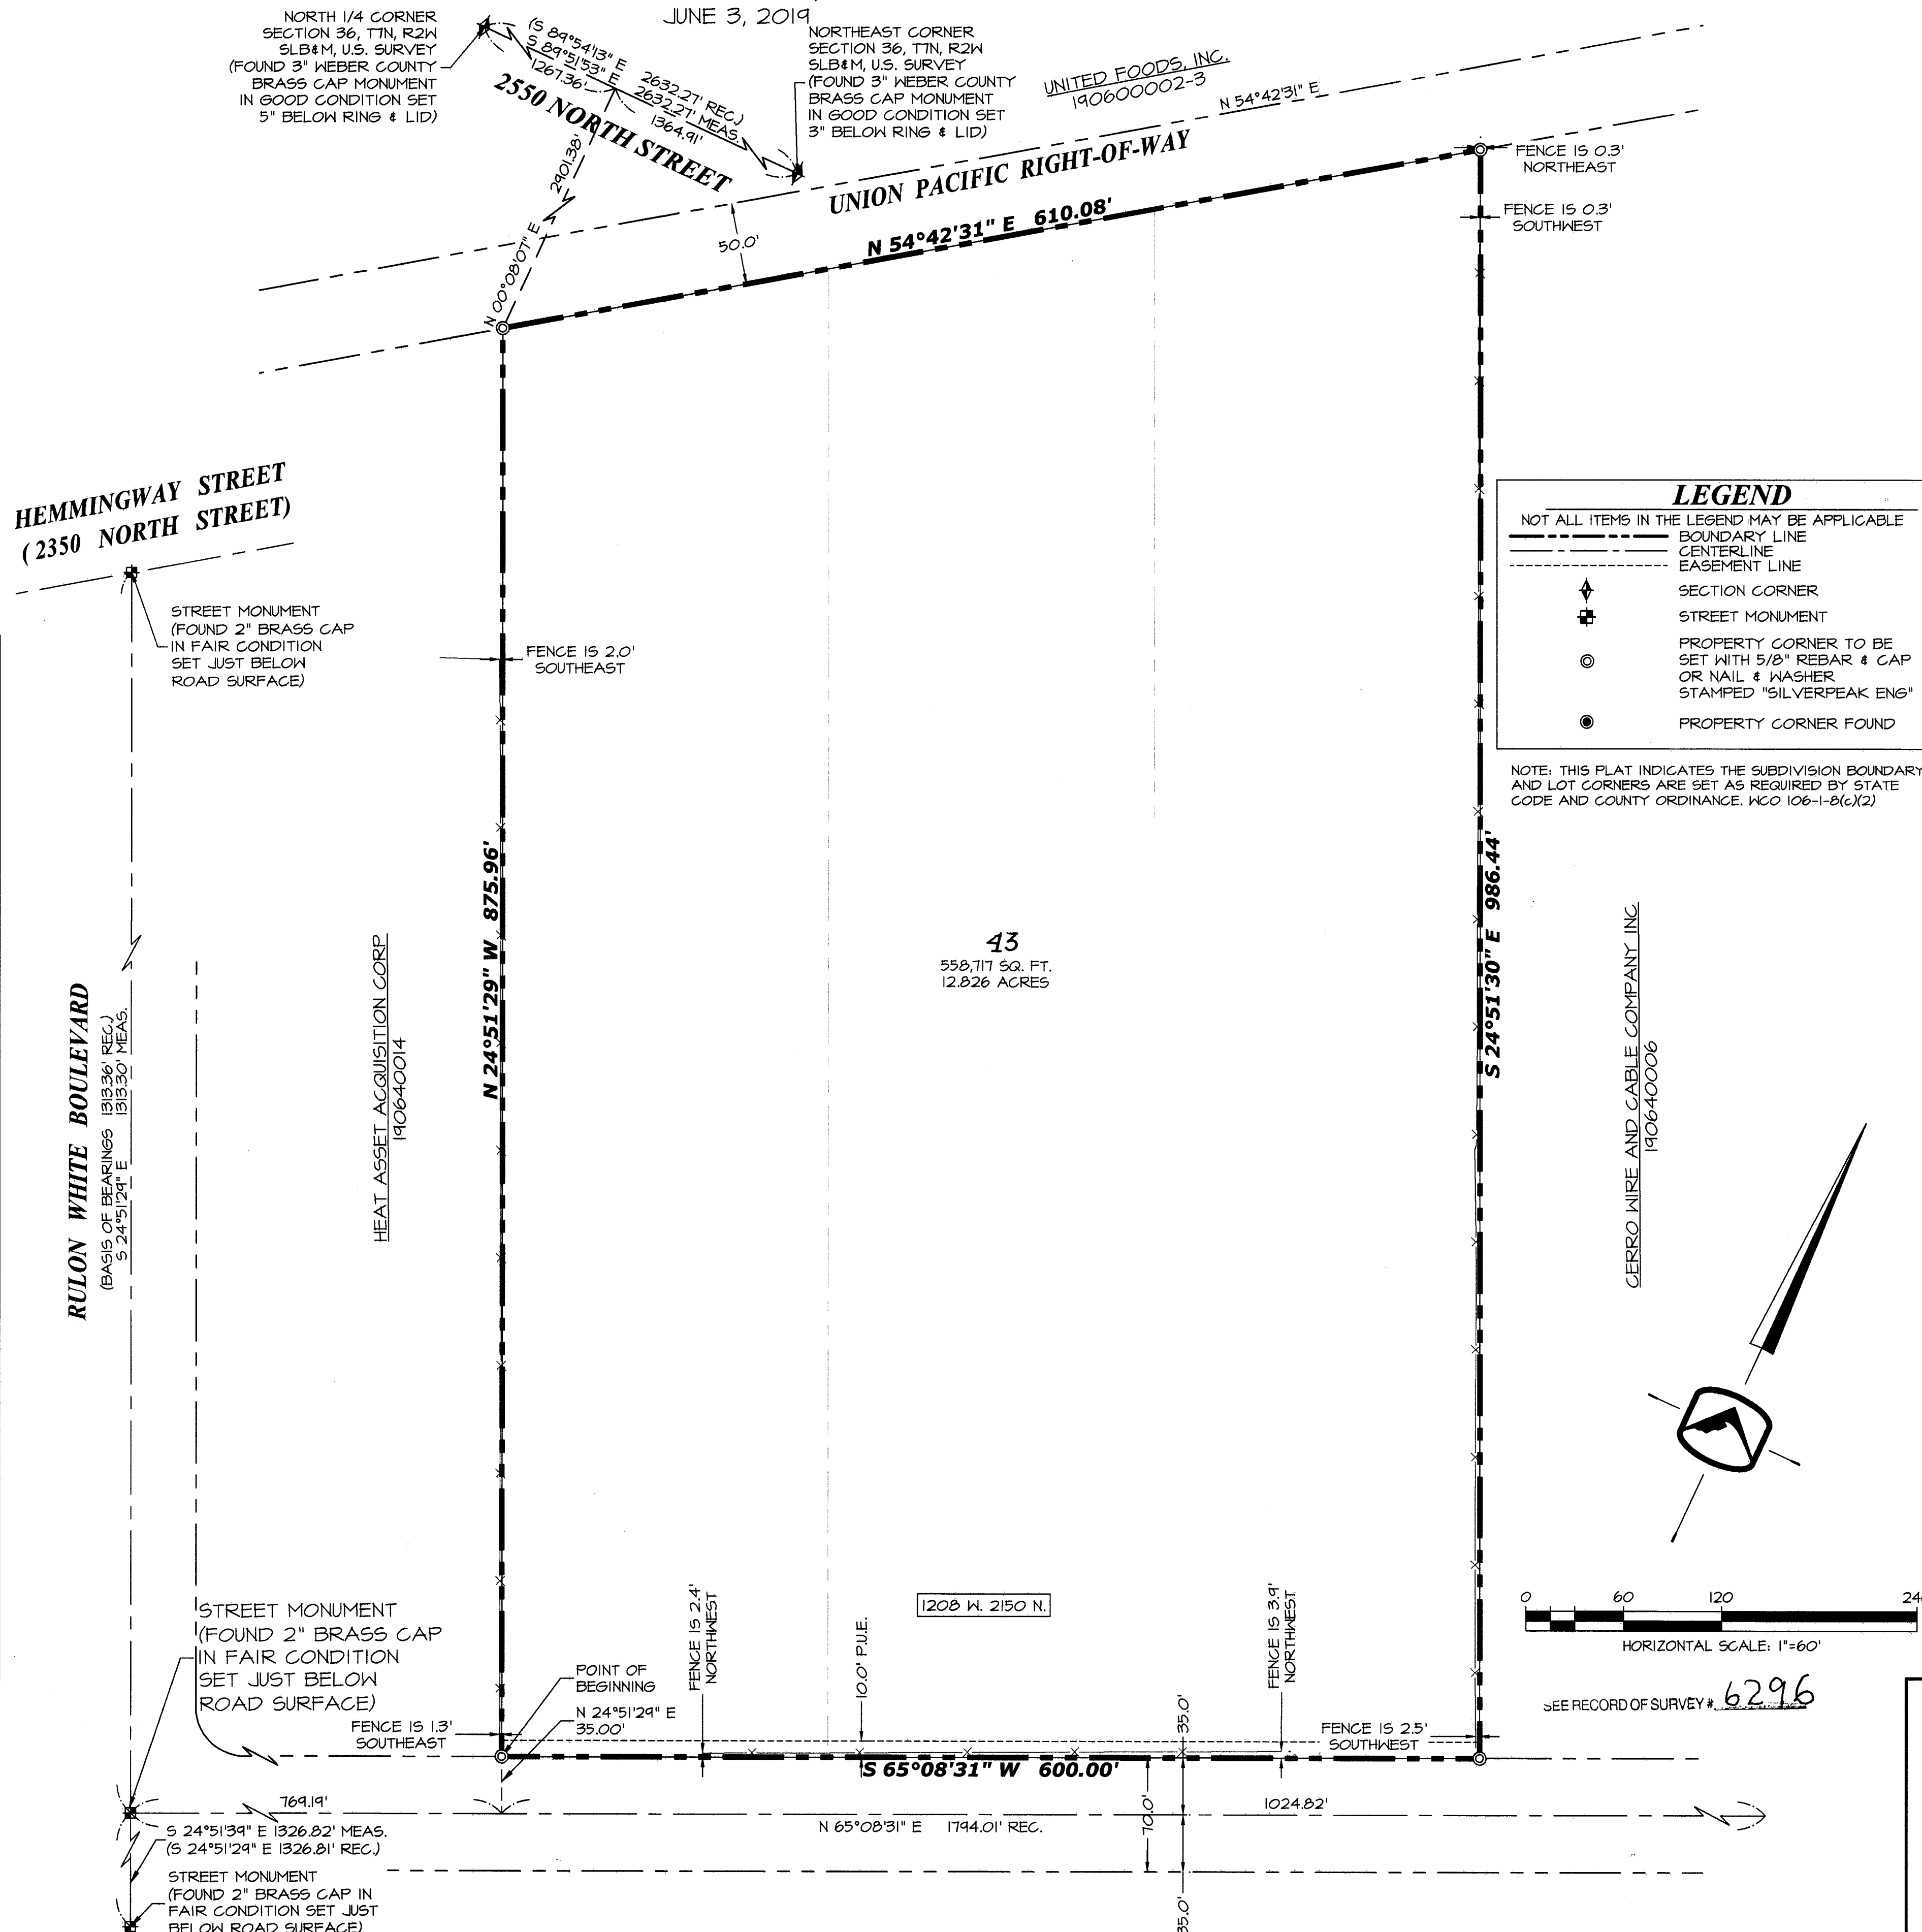 JUNE 3, 2019
NORTH 1/4 CORNER
SECTION 36, T7N, R2W
SLB&M, U.S. SURVEY
(FOUND 3" WEBER COUNTY
BRASS CAP MONUMENT
IN GOOD CONDITION SET
5" BELOW RING & LID)
(S 89°54'13" E 2632.27' REC.)
S 89°51'53" E 2632.27' MEAS.
1267.36'
1364.91'
2550 NORTH STREET
NORTHEAST CORNER
SECTION 36, T7N, R2W
SLB&M, U.S. SURVEY
(FOUND 3" WEBER COUNTY
BRASS CAP MONUMENT
IN GOOD CONDITION SET
3" BELOW RING & LID)
UNITED FOODS, INC.
190600002-3
N 54°42'31" E
UNION PACIFIC RIGHT-OF-WAY
N 54°42'31" E 610.08'
50.0'
N 00°08'07" E
2901.38'
FENCE IS 0.3'
NORTHEAST
FENCE IS 0.3'
SOUTHWEST
HEMMINGWAY STREET
(2350 NORTH STREET)
STREET MONUMENT
(FOUND 2" BRASS CAP
IN FAIR CONDITION
SET JUST BELOW
ROAD SURFACE)
FENCE IS 2.0'
SOUTHEAST
LEGEND
NOT ALL ITEMS IN THE LEGEND MAY BE APPLICABLE
BOUNDARY LINE
CENTERLINE
EASEMENT LINE
SECTION CORNER
STREET MONUMENT
PROPERTY CORNER TO BE
SET WITH 5/8" REBAR & CAP
OR NAIL & WASHER
STAMPED "SILVERPEAK ENG"
PROPERTY CORNER FOUND
NOTE: THIS PLAT INDICATES THE SUBDIVISION BOUNDARY
AND LOT CORNERS ARE SET AS REQUIRED BY STATE
CODE AND COUNTY ORDINANCE. WCO 106-1-8(c)(2)
RULON WHITE BOULEVARD
(BASIS OF BEARINGS 1313.36' REC.)
S 24°51'29" E 1313.30' MEAS.
HEAT ASSET ACQUISITION CORP
190640014
N 24°51'29" W 875.96'
43
558,717 SQ. FT.
12.826 ACRES
S 24°51'30" E 986.44'
CERRO WIRE AND CABLE COMPANY INC
190640006
STREET MONUMENT
(FOUND 2" BRASS CAP
IN FAIR CONDITION
SET JUST BELOW
ROAD SURFACE)
FENCE IS 1.3'
SOUTHEAST
POINT OF
BEGINNING
N 24°51'29" E
35.00'
FENCE IS 2.4'
NORTHWEST
10.0' P.U.E.
1208 W. 2150 N.
35.0'
FENCE IS 3.9'
NORTHWEST
FENCE IS 2.5'
SOUTHWEST
0 60 120
HORIZONTAL SCALE: 1"=60'
SEE RECORD OF SURVEY #. 6296
S 65°08'31" W 600.00'
769.19'
N 65°08'31" E 1794.01' REC.
70.0'
1024.82'
S 24°51'39" E 1326.82' MEAS.
(S 24°51'29" E 1326.81' REC.)
STREET MONUMENT
(FOUND 2" BRASS CAP IN
FAIR CONDITION SET JUST
BELOW ROAD SURFACE)